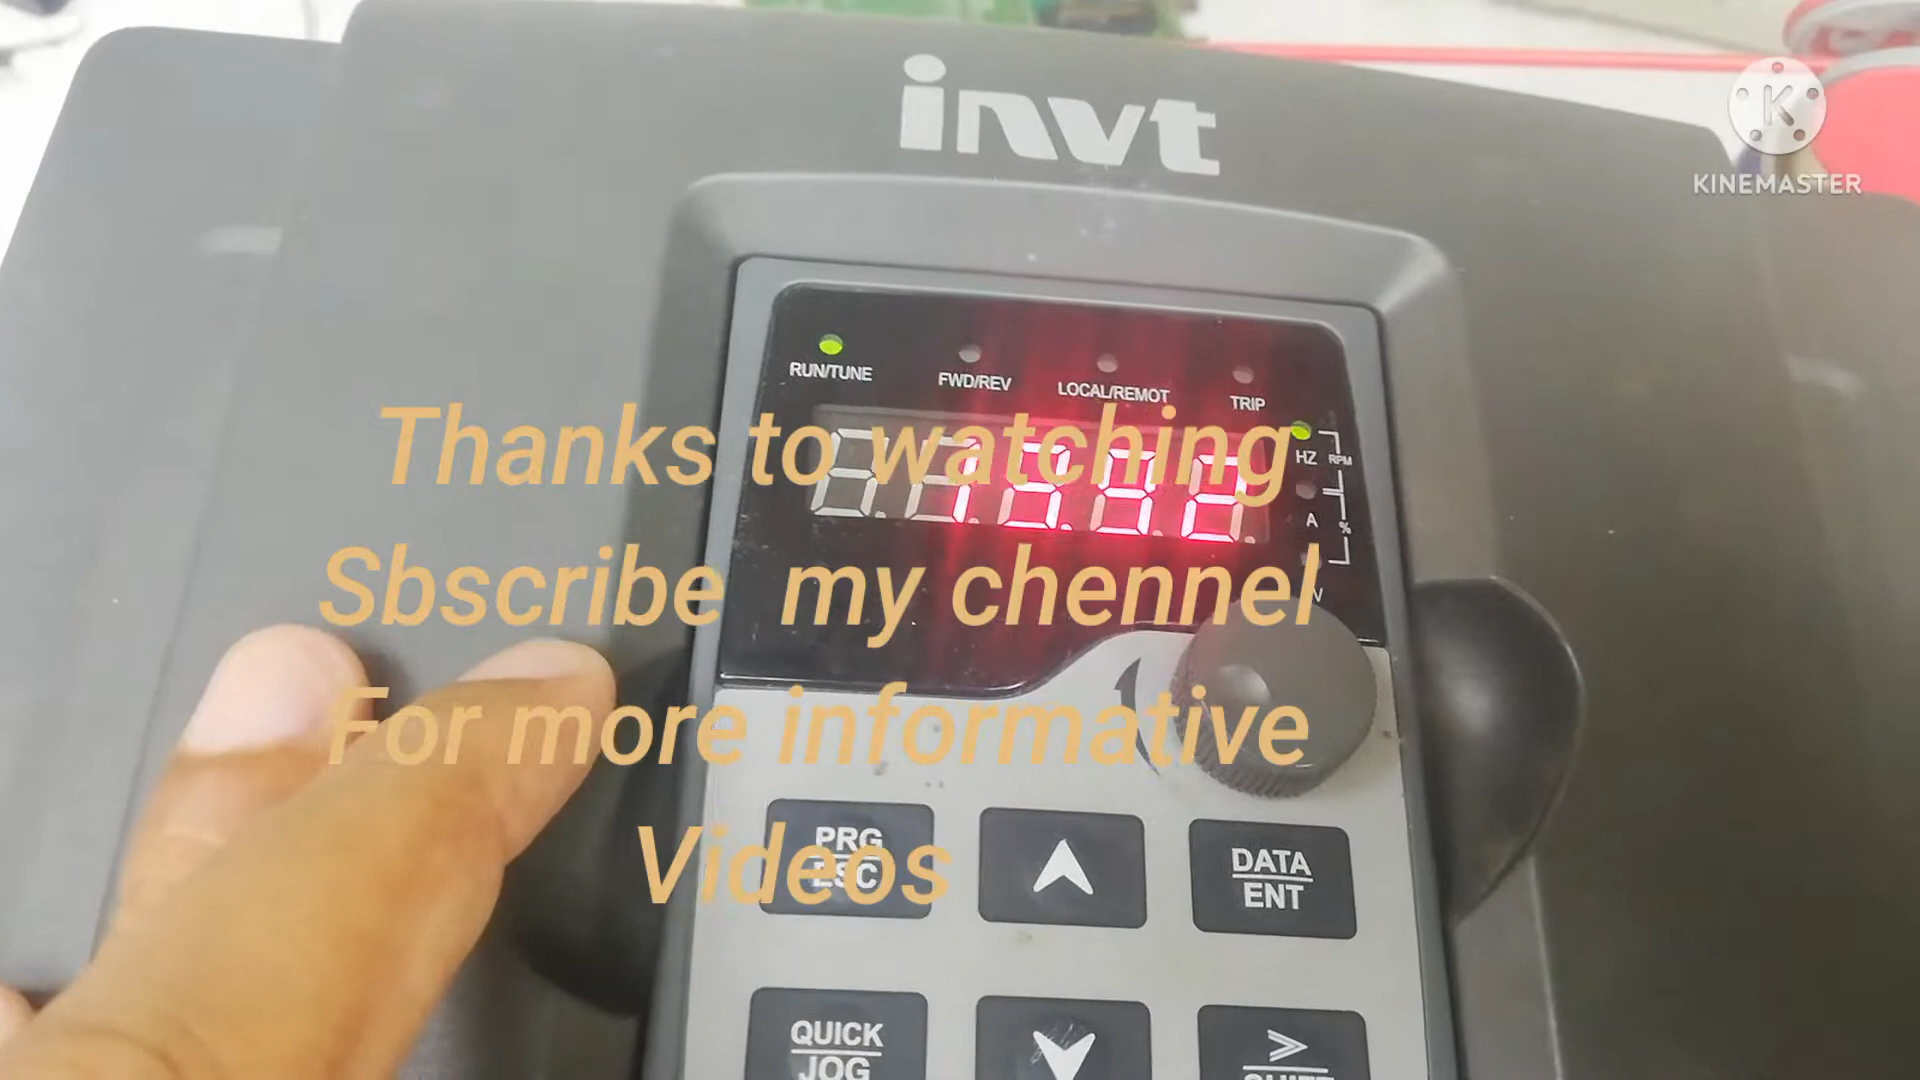 invt
KINEMASTER
RUN/TUNE
FWD/REV
LOCAL/REMOT
TRIP
HZ
RPM
A
%
V
Thanks to watching
Sbscribe my chennel
For more informative
Videos
PRG
ESC
DATA
ENT
QUICK
JOG